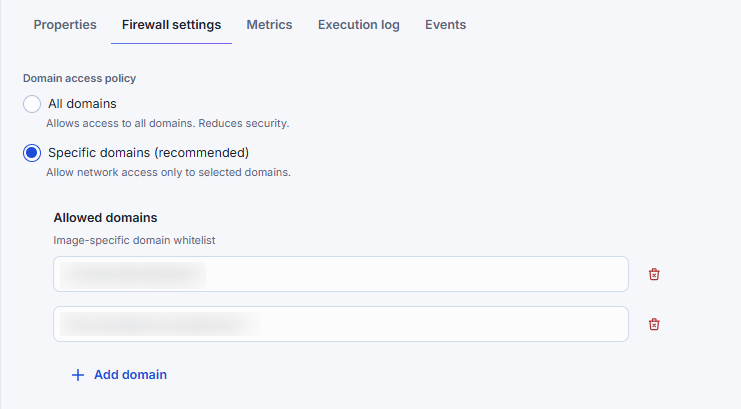 Properties Firewall settings Metrics Execution log Events
Domain access policy
All domains
Allows access to all domains. Reduces security.
Specific domains (recommended)
Allow network access only to selected domains.
Allowed domains
Image-specific domain whitelist
Add domain